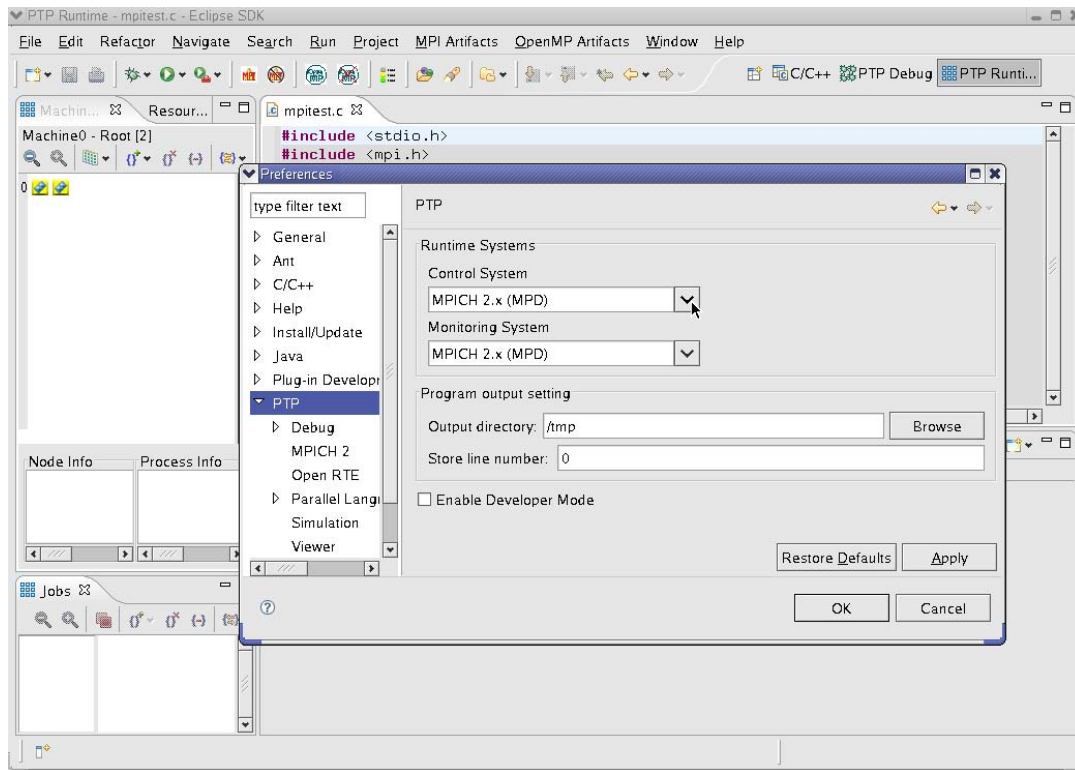 PTP Runtime - mpitest.c - Eclipse SDK
File Edit Refactor Navigate Search Run Project MPI Artifacts OpenMP Artifacts Window Help
C/C++ PTP Debug PTP Runti...
Machin... Resour... mpitest.c
Machine0 - Root [2]
#include <stdio.h>
#include <mpi.h>
0
Preferences
type filter text
PTP
General
Ant
C/C++
Help
Install/Update
Java
Plug-in Developr
PTP
Debug
MPICH 2
Open RTE
Parallel Langu
Simulation
Viewer
Runtime Systems
Control System
MPICH 2.x (MPD)
Monitoring System
MPICH 2.x (MPD)
Program output setting
Output directory: /tmp Browse
Store line number: 0
Enable Developer Mode
Restore Defaults Apply
OK Cancel
Node Info Process Info
Jobs